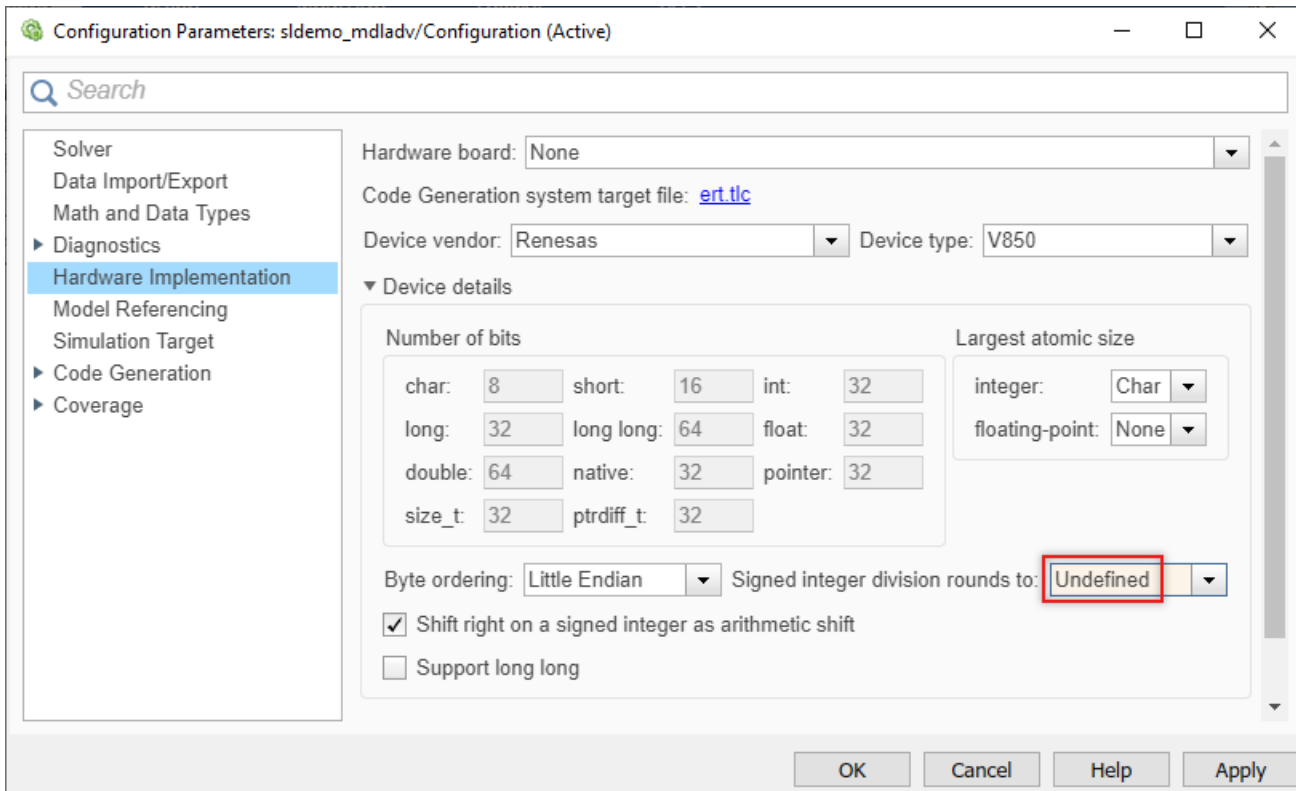 Configuration Parameters: sldemo_mdladv/Configuration (Active)
Search
Solver
Data Import/Export
Math and Data Types
Diagnostics
Hardware Implementation
Model Referencing
Simulation Target
Code Generation
Coverage
Hardware board: None
Code Generation system target file: ert.tlc
Device vendor: Renesas Device type: V850
Device details
Number of bits
char: 8 short: 16 int: 32
long: 32 long long: 64 float: 32
double: 64 native: 32 pointer: 32
size_t: 32 ptrdiff_t: 32
Largest atomic size
integer: Char
floating-point: None
Byte ordering: Little Endian Signed integer division rounds to: Undefined
Shift right on a signed integer as arithmetic shift
Support long long
OK Cancel Help Apply